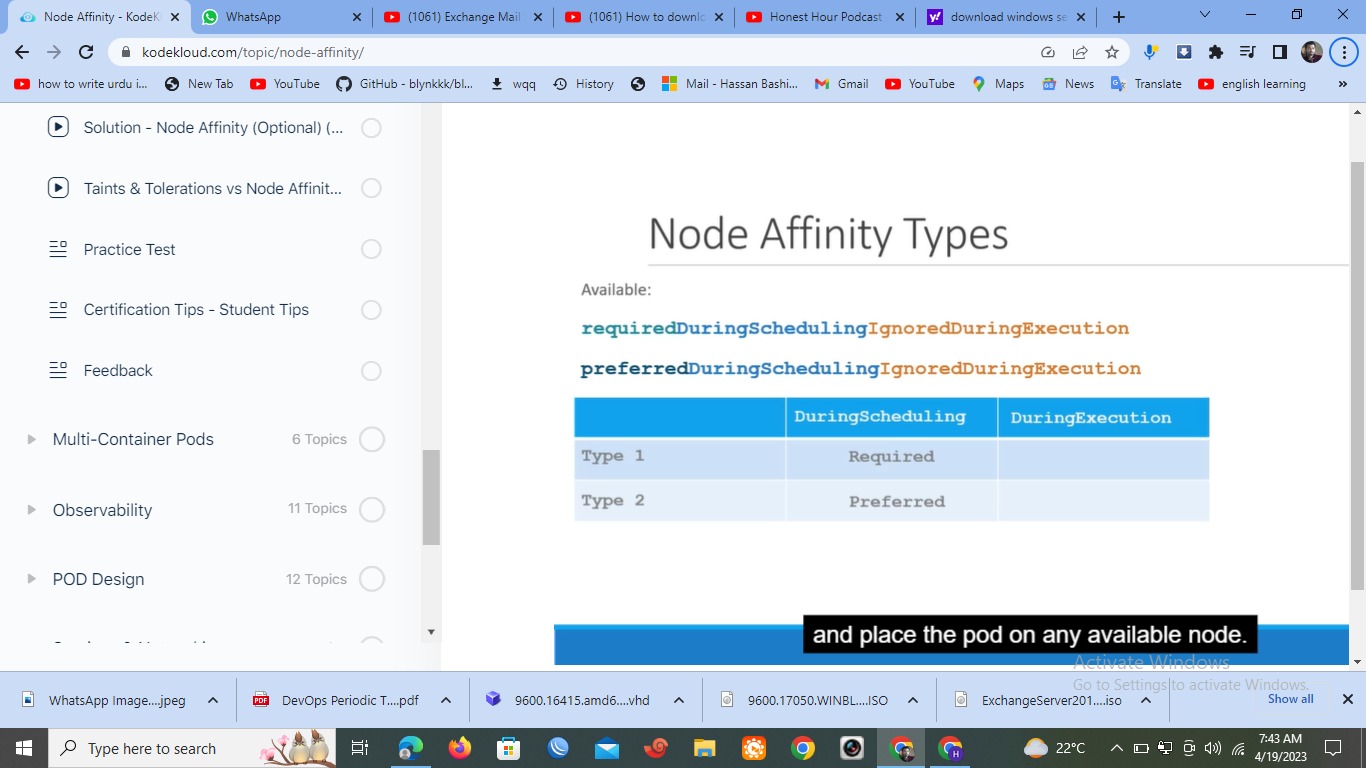 Node Affinity - KodeK
WhatsApp
(1061) Exchange Mail
(1061) How to downlo
Honest Hour Podcast
download windows se
kodekloud.com/topic/node-affinity/
how to write urdu i...
New Tab
YouTube
GitHub - blynkkk/bl...
wqq
History
Mail - Hassan Bashi...
Gmail
YouTube
Maps
News
Translate
english learning
»
Solution - Node Affinity (Optional) (...
Taints & Tolerations vs Node Affinit...
Practice Test
Certification Tips - Student Tips
Feedback
Multi-Container Pods 6 Topics
Observability 11 Topics
POD Design 12 Topics
Node Affinity Types
Available:
requiredDuringSchedulingIgnoredDuringExecution
preferredDuringSchedulingIgnoredDuringExecution
DuringScheduling DuringExecution
Type 1 Required
Type 2 Preferred
and place the pod on any available node.
Activate Windows
Go to Settings to activate Windows.
WhatsApp Image....jpeg
DevOps Periodic T....pdf
9600.16415.amd6....vhd
9600.17050.WINBL....ISO
ExchangeServer201....iso
Show all
Type here to search
H
22°C
7:43 AM
4/19/2023